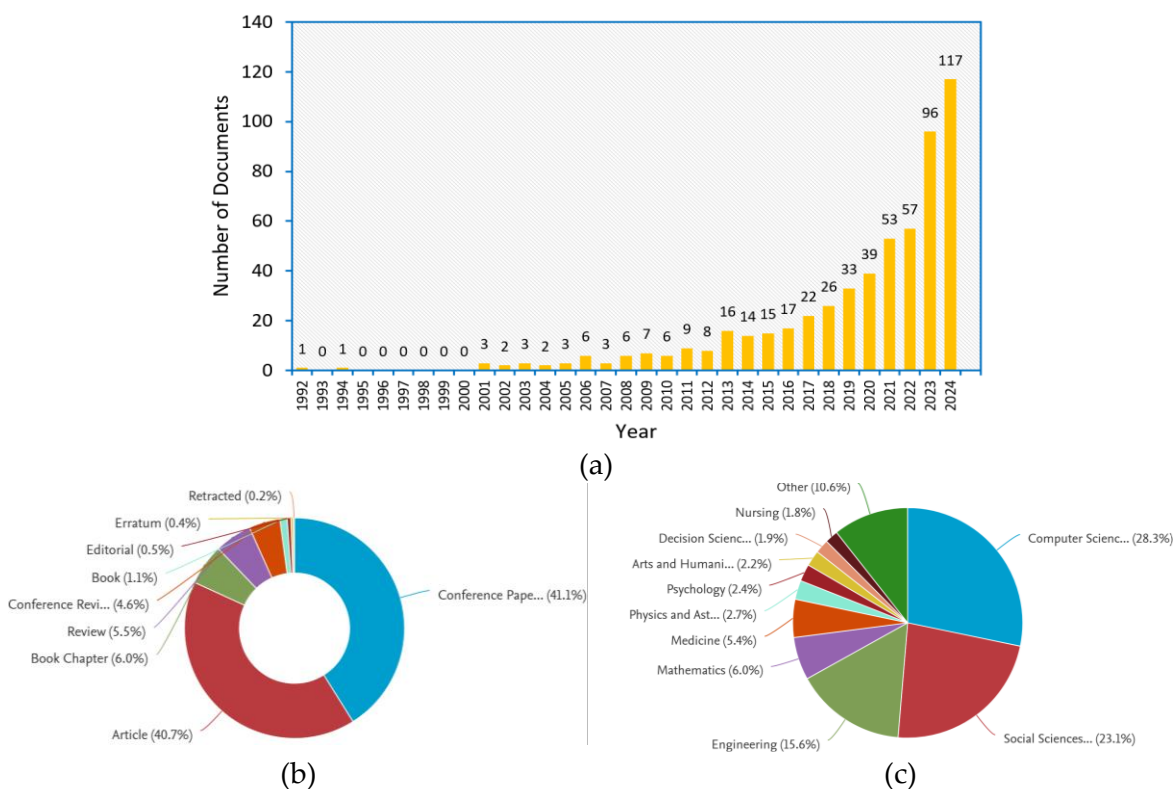 140
120
100
80
60
40
20
0
Number of Documents
1 0 1 0 0 0 0 0 0 3 2 3 2 3 6 3 6 7 6 9 8 16 14 15 17 22 26 33 39 53 57 96 117
1992 1993 1994 1995 1996 1997 1998 1999 2000 2001 2002 2003 2004 2005 2006 2007 2008 2009 2010 2011 2012 2013 2014 2015 2016 2017 2018 2019 2020 2021 2022 2023 2024
Year
(a)
Retracted (0.2%)
Erratum (0.4%)
Editorial (0.5%)
Book (1.1%)
Conference Revi... (4.6%)
Review (5.5%)
Book Chapter (6.0%)
Article (40.7%)
Conference Pape... (41.1%)
(b)
Other (10.6%)
Nursing (1.8%)
Decision Scienc... (1.9%)
Arts and Humani... (2.2%)
Psychology (2.4%)
Physics and Ast... (2.7%)
Medicine (5.4%)
Mathematics (6.0%)
Engineering (15.6%)
Computer Scienc... (28.3%)
Social Sciences... (23.1%)
(c)